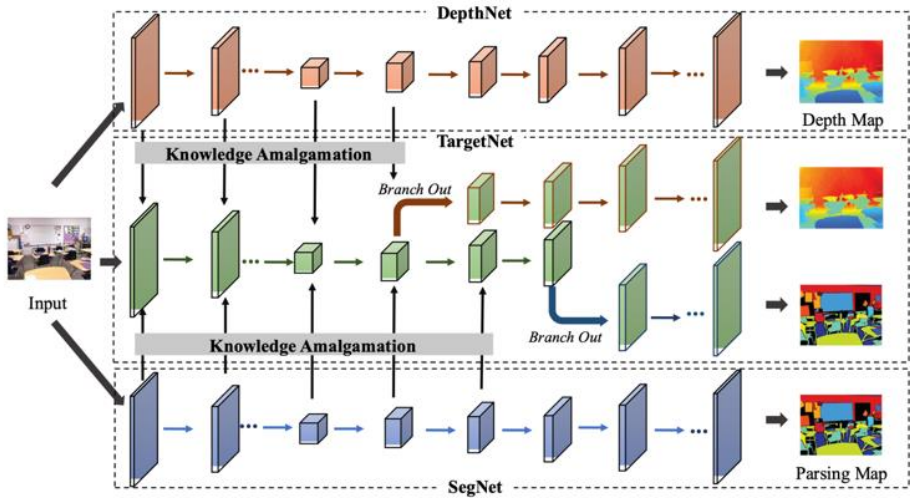 DepthNet
Depth Map
Knowledge Amalgamation
TargetNet
Branch Out
Input
Branch Out
Knowledge Amalgamation
Parsing Map
SegNet